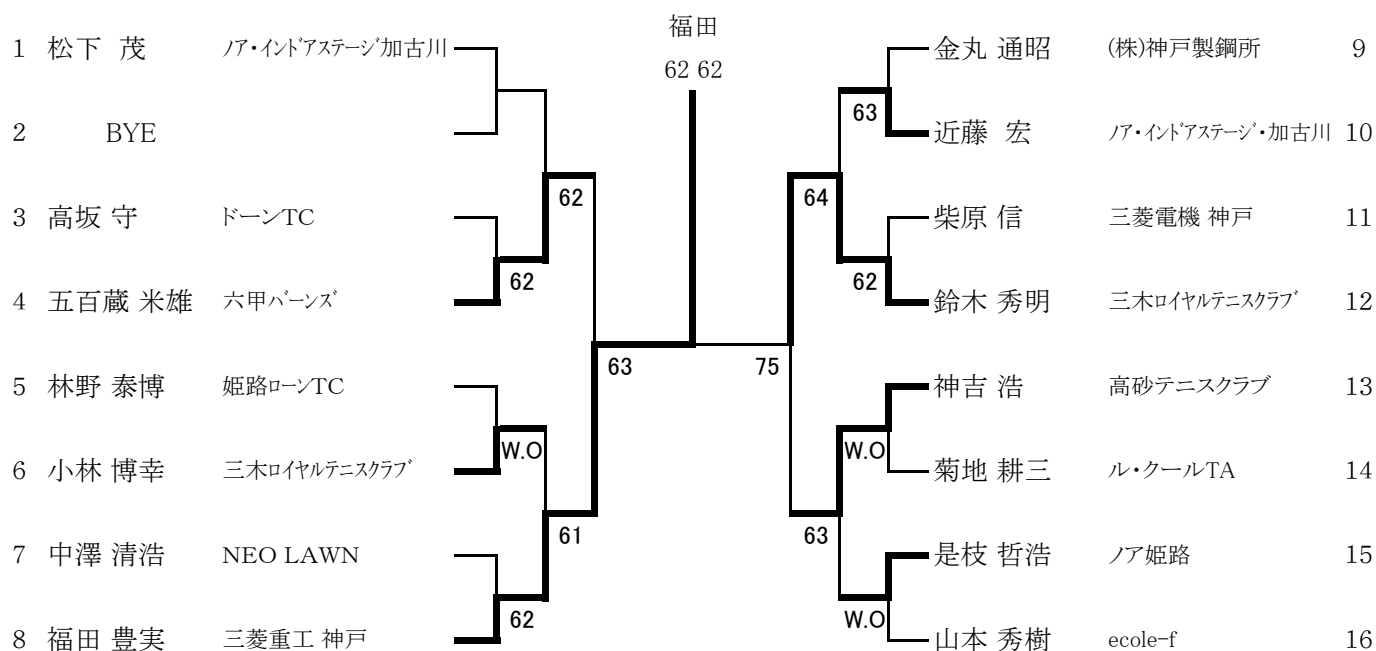 福田
62 62
1 松下 茂 ノア・インドアステージ加古川
2 BYE
3 高坂 守 ドーンTC
4 五百蔵 米雄 六甲バーンズ
5 林野 泰博 姫路ローンTC
6 小林 博幸 三木ロイヤルテニスクラブ
7 中澤 清浩 NEO LAWN
8 福田 豊実 三菱重工 神戸
62
62
W.O
61
62
63
金丸 通昭 (株)神戸製鋼所 9
近藤 宏 ノア・インドアステージ・加古川 10
柴原 信 三菱電機 神戸 11
鈴木 秀明 三木ロイヤルテニスクラブ 12
神吉 浩 高砂テニスクラブ 13
菊地 耕三 ル・クールTA 14
是枝 哲浩 ノア姫路 15
山本 秀樹 ecole-f 16
63
64
62
75
W.O
63
W.O